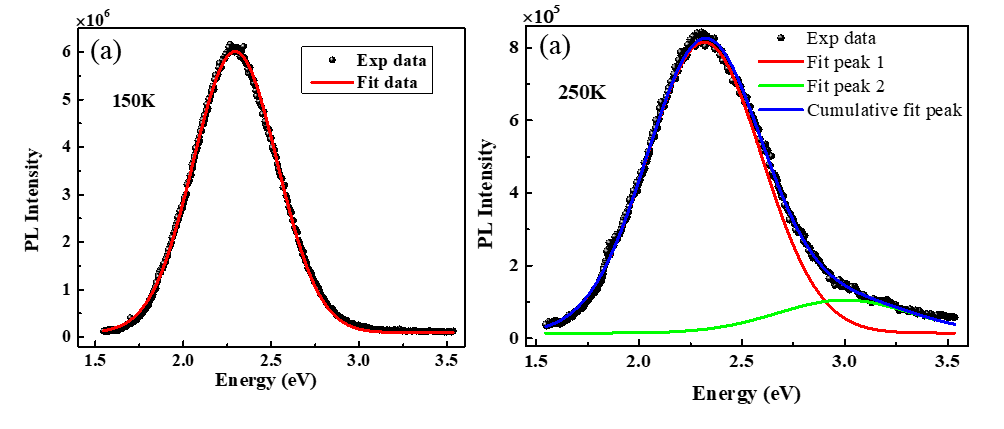 ×10⁶
(a)
150K
Exp data
Fit data
6
5
4
3
2
1
0
PL Intensity
1.5 2.0 2.5 3.0 3.5
Energy (eV)
×10⁵
(a)
250K
Exp data
Fit peak 1
Fit peak 2
Cumulative fit peak
8
6
4
2
0
PL Intensity
1.5 2.0 2.5 3.0 3.5
Energy (eV)